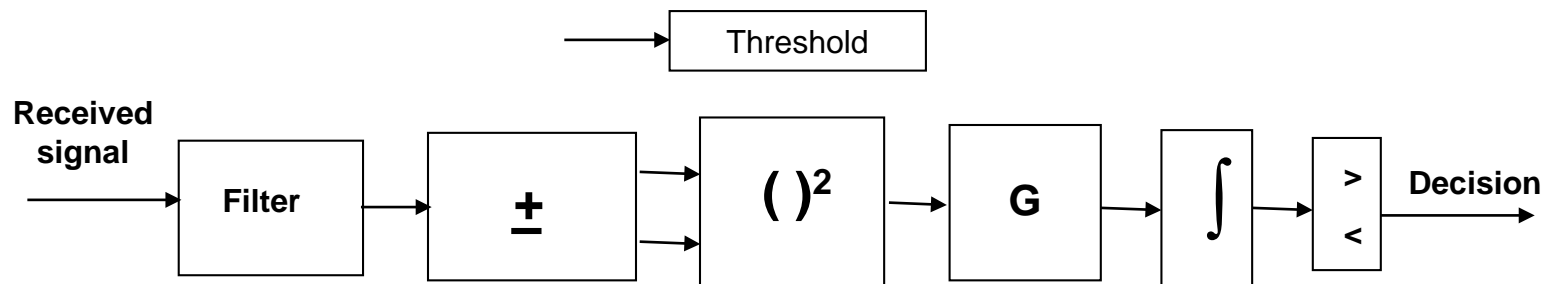 Threshold
Received
signal
Filter
±
( )²
G
∫
>
<
Decision